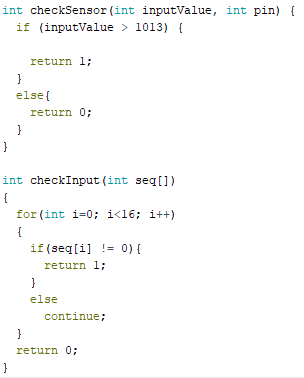 int checkSensor(int inputValue, int pin) {
  if (inputValue > 1013) {

    return 1;
  }
  else{
    return 0;
  }
}

int checkInput(int seq[])
{
  for(int i=0; i<16; i++)
  {
    if(seq[i] != 0){
      return 1;
    }
    else
      continue;
  }
  return 0;
}